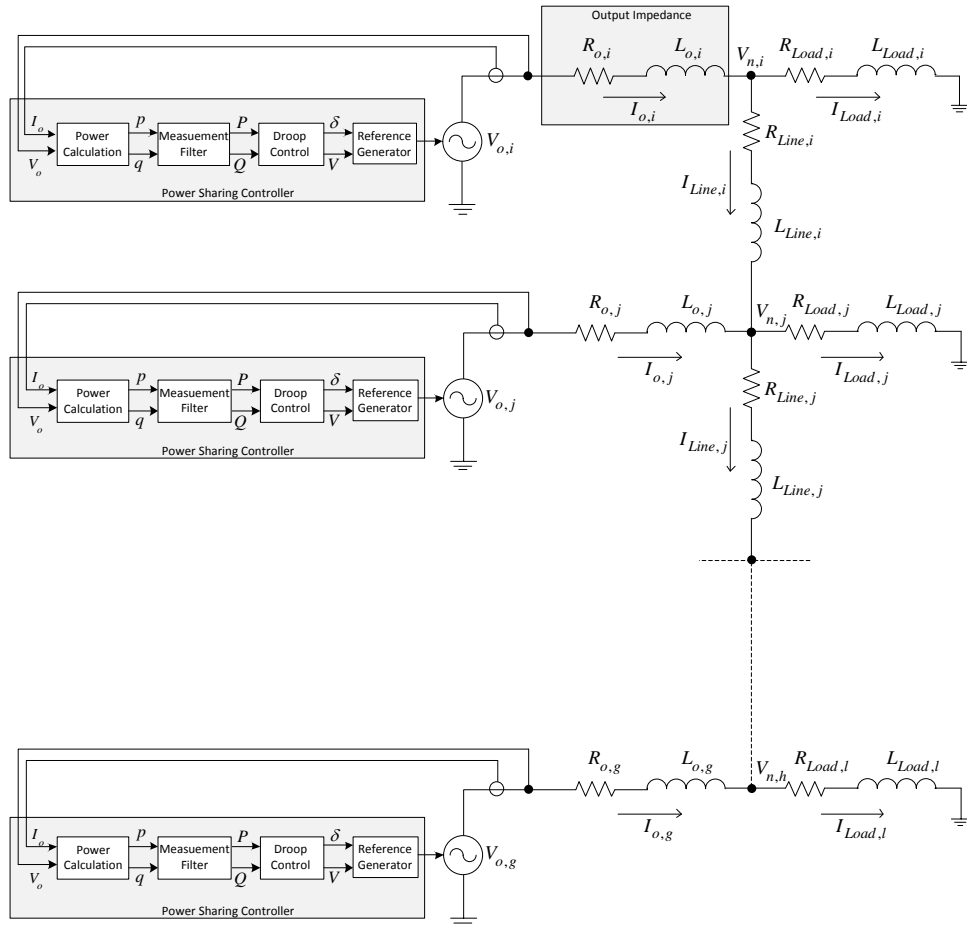 Output Impedance
R_{o,i} L_{o,i} V_{n,i} R_{Load,i} L_{Load,i}
I_{o,i} I_{Load,i}
I_o p P δ
Power Calculation Measuement Filter Droop Control Reference Generator V_{o,i}
V_o q Q V
Power Sharing Controller
R_{Line,i}
I_{Line,i}
L_{Line,i}
R_{o,j} L_{o,j} V_{n,j} R_{Load,j} L_{Load,j}
I_{o,j} I_{Load,j}
I_o p P δ
Power Calculation Measuement Filter Droop Control Reference Generator V_{o,j}
V_o q Q V
Power Sharing Controller
R_{Line,j}
I_{Line,j}
L_{Line,j}
R_{o,g} L_{o,g} V_{n,h} R_{Load,l} L_{Load,l}
I_{o,g} I_{Load,l}
I_o p P δ
Power Calculation Measuement Filter Droop Control Reference Generator V_{o,g}
V_o q Q V
Power Sharing Controller